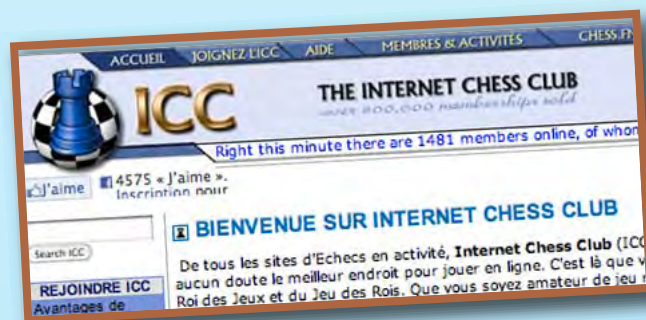 ACCUEIL JOIGNEZ L'ICC AIDE MEMBRES & ACTIVITÉS CHESS.FM
ICC
THE INTERNET CHESS CLUB
over 200,000 memberships sold
Right this minute there are 1481 members online, of whom
J'aime 4575 « J'aime ».
Inscription pour
BIENVENUE SUR INTERNET CHESS CLUB
Search ICC
De tous les sites d'Echecs en activité, Internet Chess Club (ICC
aucun doute le meilleur endroit pour jouer en ligne. C'est là que v
Roi des Jeux et du Jeu des Rois. Que vous soyez amateur de jeu r
REJOINDRE ICC
Avantages de